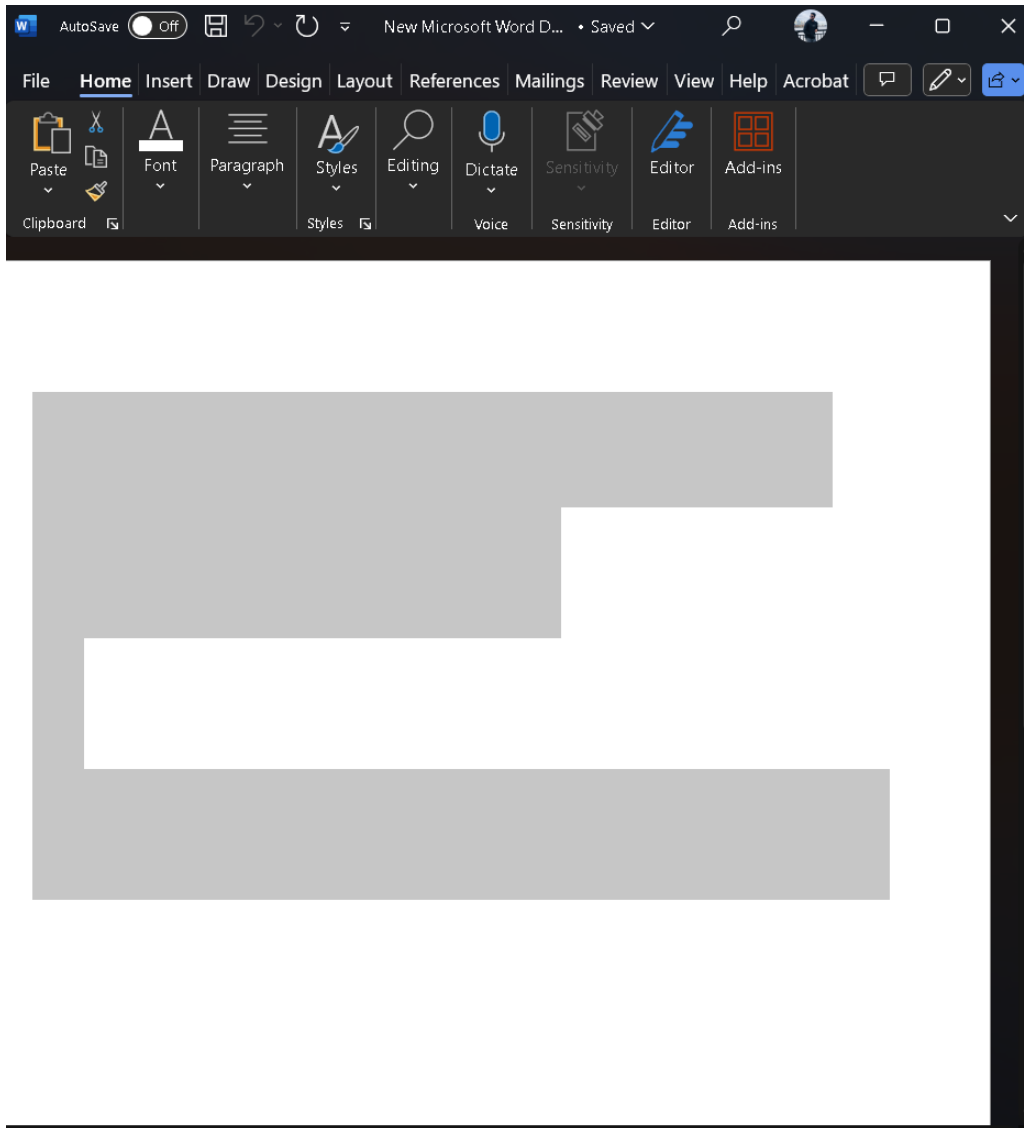 W AutoSave Off New Microsoft Word D... • Saved
File Home Insert Draw Design Layout References Mailings Review View Help Acrobat
Paste Font Paragraph Styles Editing Dictate Sensitivity Editor Add-ins
Clipboard Styles Voice Sensitivity Editor Add-ins